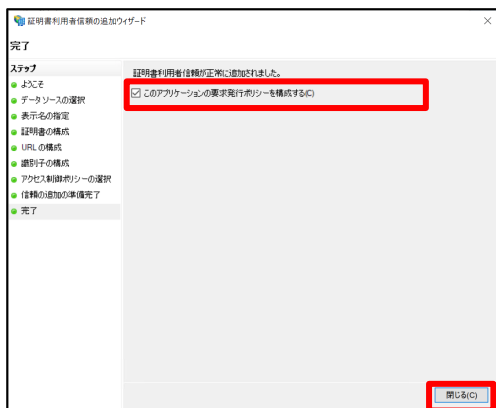 証明書利用者信頼の追加ウィザード
完了
ステップ
ようこそ
データソースの選択
表示名の指定
証明書の構成
URL の構成
識別子の構成
アクセス制御ポリシーの選択
信頼の追加の準備完了
完了
証明書利用者信頼が正常に追加されました。
このアプリケーションの要求発行ポリシーを構成する(C)
閉じる(C)